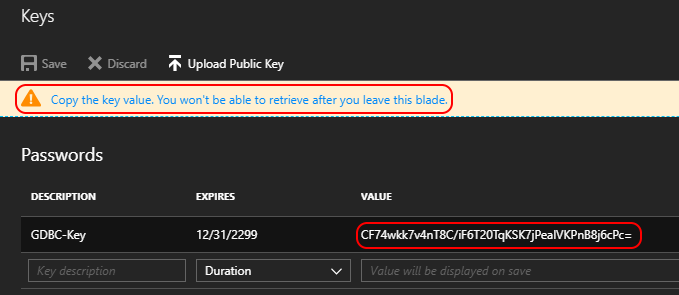 Keys
Save Discard Upload Public Key
Copy the key value. You won't be able to retrieve after you leave this blade.
Passwords
DESCRIPTION EXPIRES VALUE
GDBC-Key 12/31/2299 CF74wkk7v4nT8C/iF6T20TqKSK7jPealVKPnB8j6cPc=
Key description Duration Value will be displayed on save